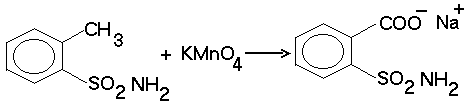 CH3 COO− Na+
+ KMnO4
SO2 NH2 SO2 NH2